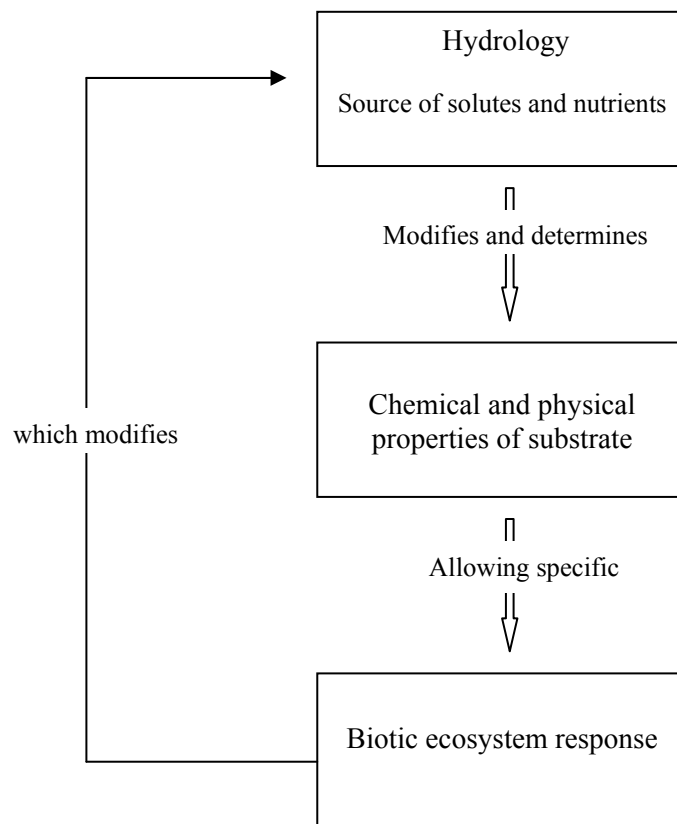 Hydrology
Source of solutes and nutrients
Modifies and determines
Chemical and physical
properties of substrate
which modifies
Allowing specific
Biotic ecosystem response